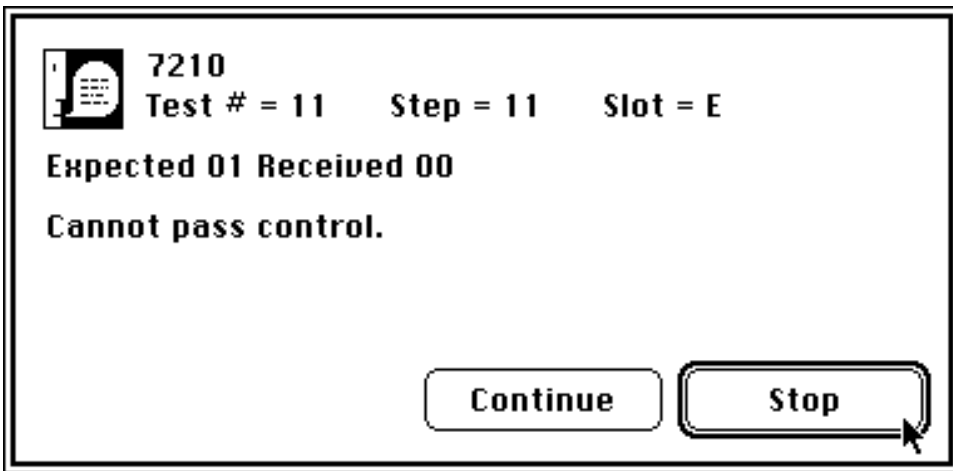 7210
Test # = 11 Step = 11 Slot = E
Expected 01 Received 00
Cannot pass control.
Continue Stop